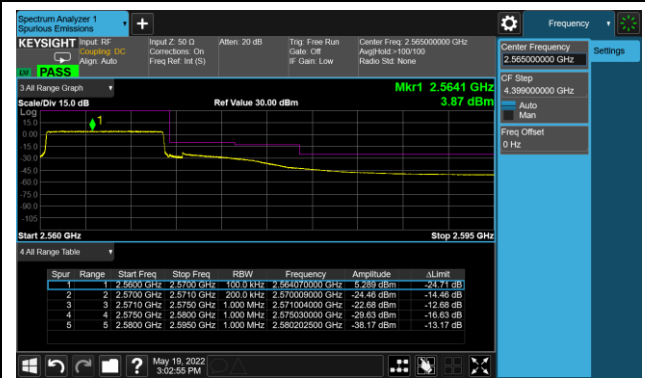 Spectrum Analyzer 1
Spurious Emissions
Frequency
KEYSIGHT
Input: RF
Coupling: DC
Align: Auto
Input Z: 50 Ω
Corrections: On
Freq Ref: Int (S)
Atten: 20 dB
Trig: Free Run
Gate: Off
IF Gain: Low
Center Freq: 2.565000000 GHz
Avg|Hold:>100/100
Radio Std: None
PASS
Center Frequency
2.565000000 GHz
Settings
CF Step
4.399000000 GHz
Auto
Man
Freq Offset
0 Hz
3 All Range Graph
Mkr1 2.5641 GHz
Scale/Div 15.0 dB
Ref Value 30.00 dBm
3.87 dBm
Log
15.0
0.00
-15.0
-30.0
-45.0
-60.0
-75.0
-90.0
-105
1
Start 2.560 GHz
Stop 2.595 GHz
4 All Range Table
Spur Range Start Freq Stop Freq RBW Frequency Amplitude ΔLimit
1 1 2.5600 GHz 2.5700 GHz 100.0 kHz 2.564070000 GHz 5.289 dBm -24.71 dB
2 2 2.5700 GHz 2.5710 GHz 200.0 kHz 2.570009000 GHz -24.46 dBm -14.46 dB
3 3 2.5710 GHz 2.5750 GHz 1.000 MHz 2.571004000 GHz -22.68 dBm -12.68 dB
4 4 2.5750 GHz 2.5800 GHz 1.000 MHz 2.575030000 GHz -29.63 dBm -16.63 dB
5 5 2.5800 GHz 2.5950 GHz 1.000 MHz 2.580202500 GHz -38.17 dBm -13.17 dB
May 19, 2022
3:02:55 PM